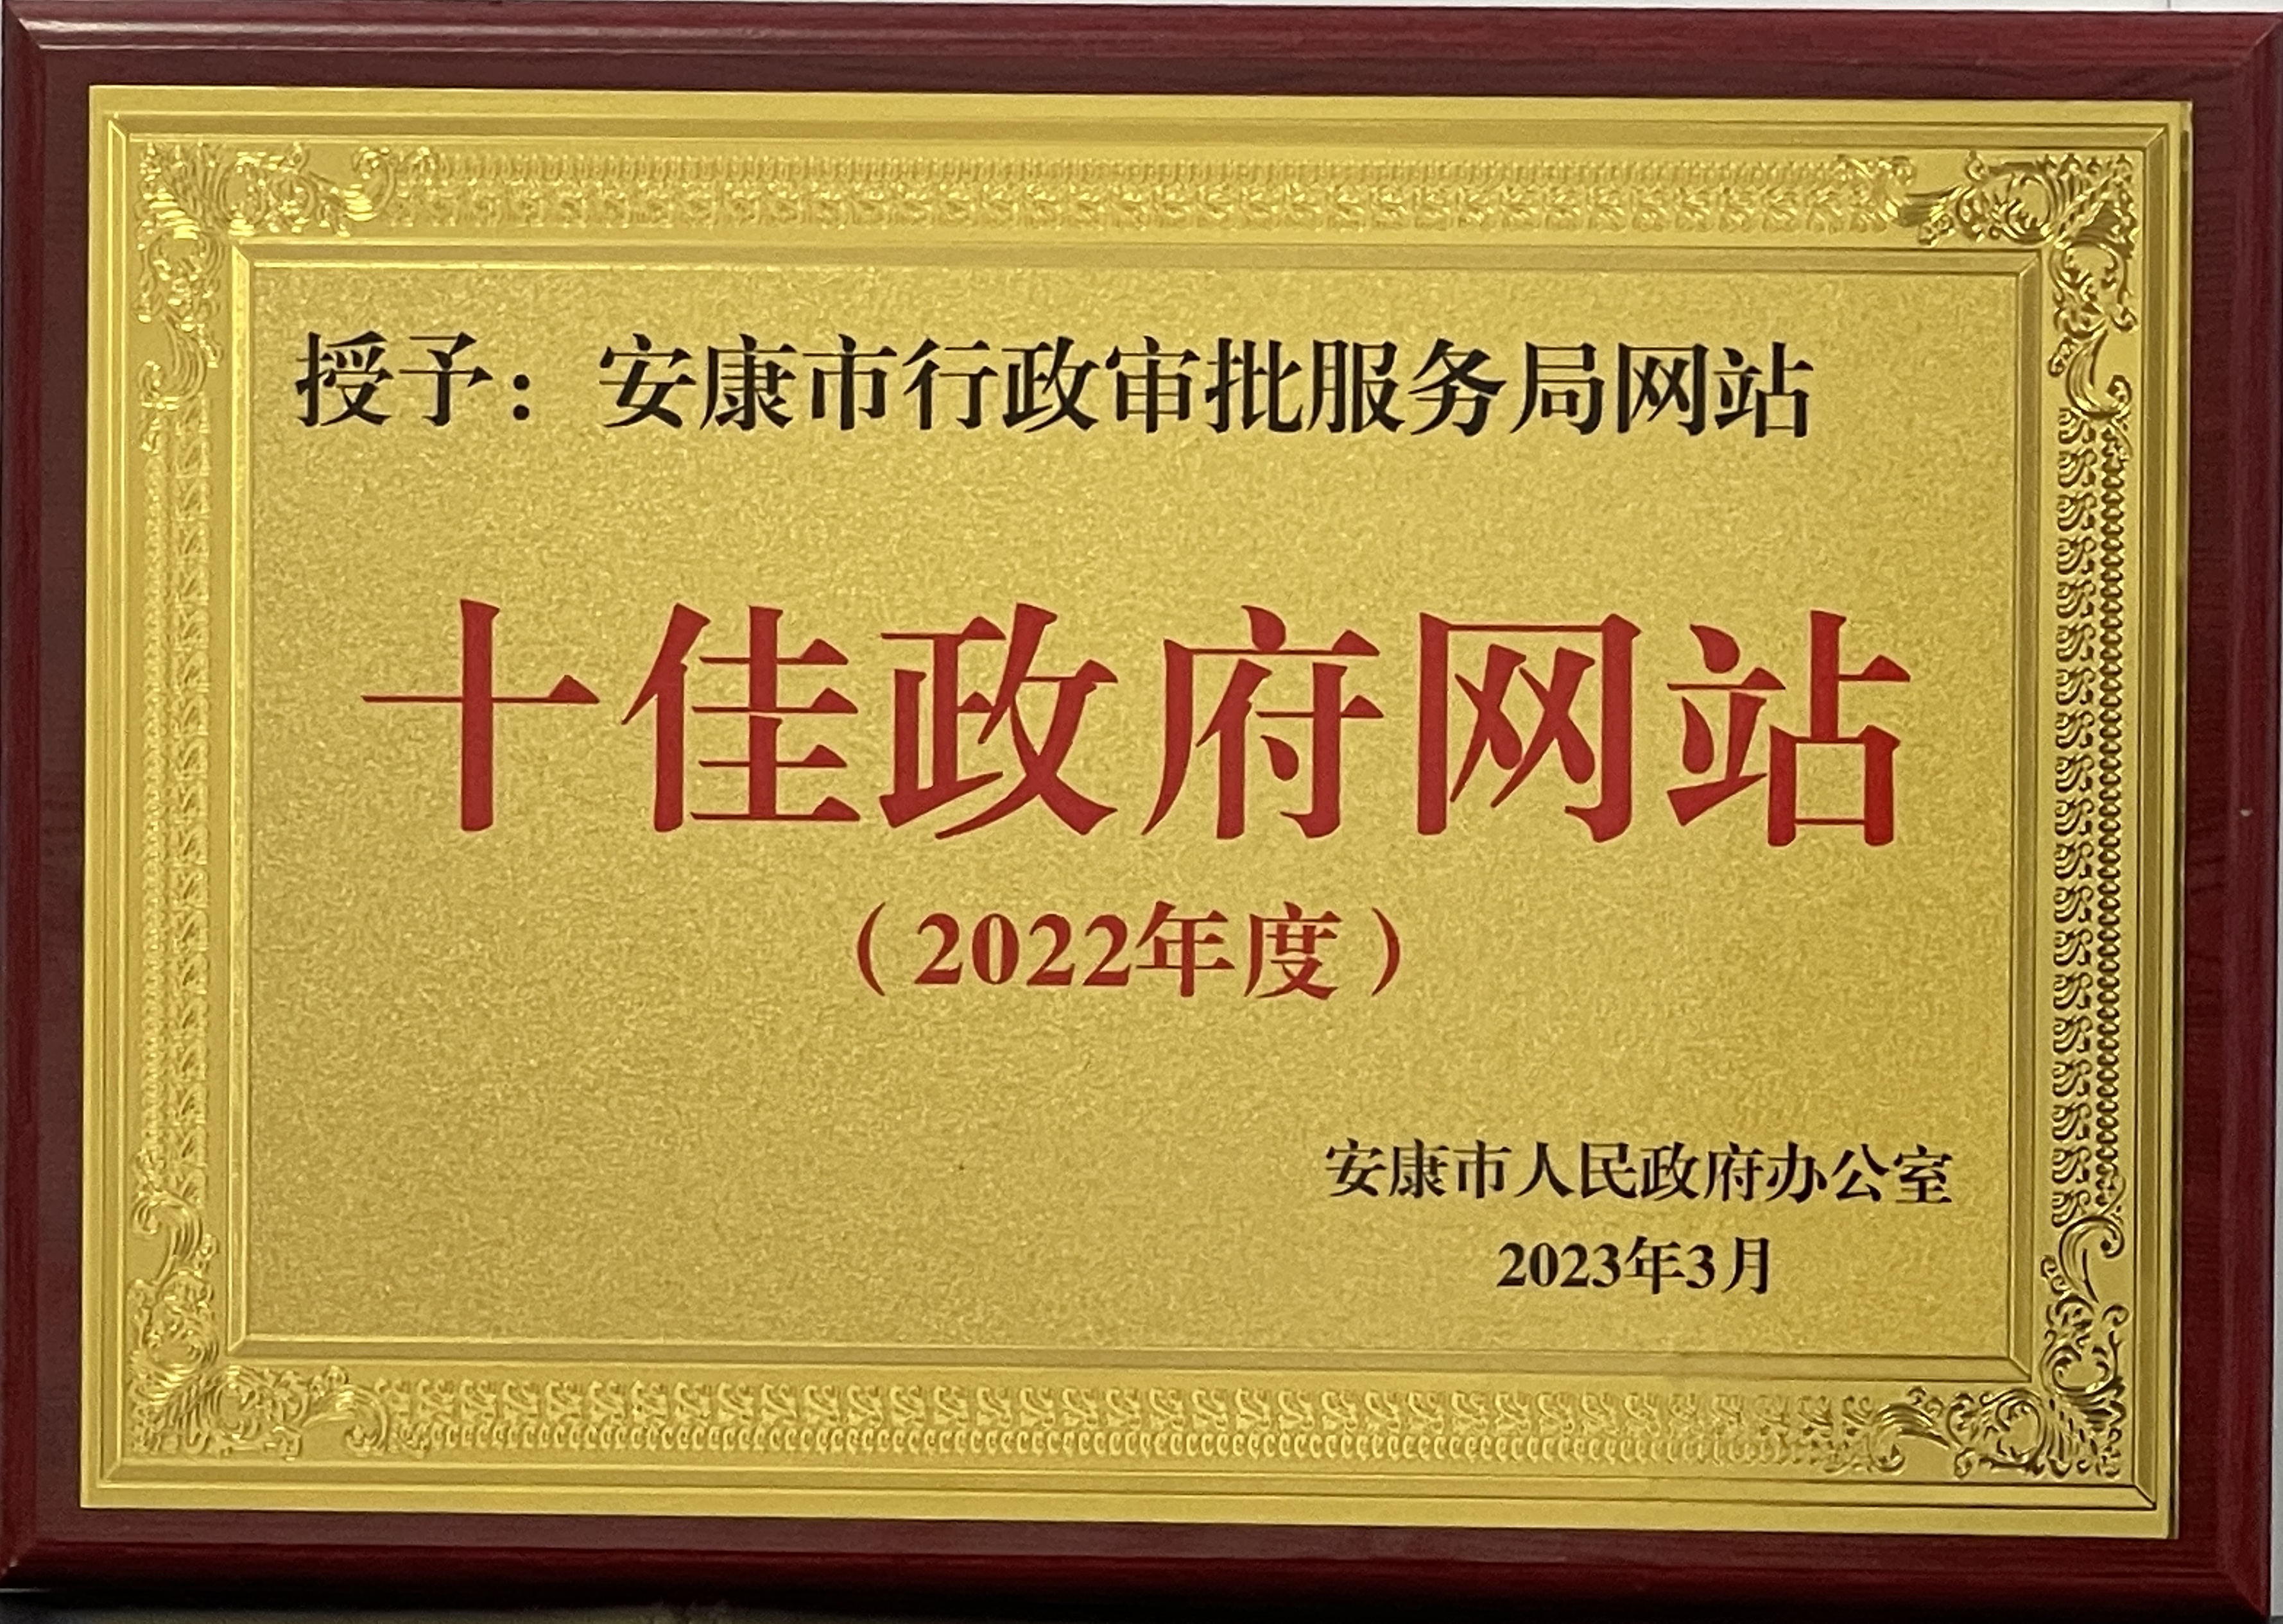 授予：安康市行政审批服务局网站
十佳政府网站
（2022年度）
安康市人民政府办公室
2023年3月